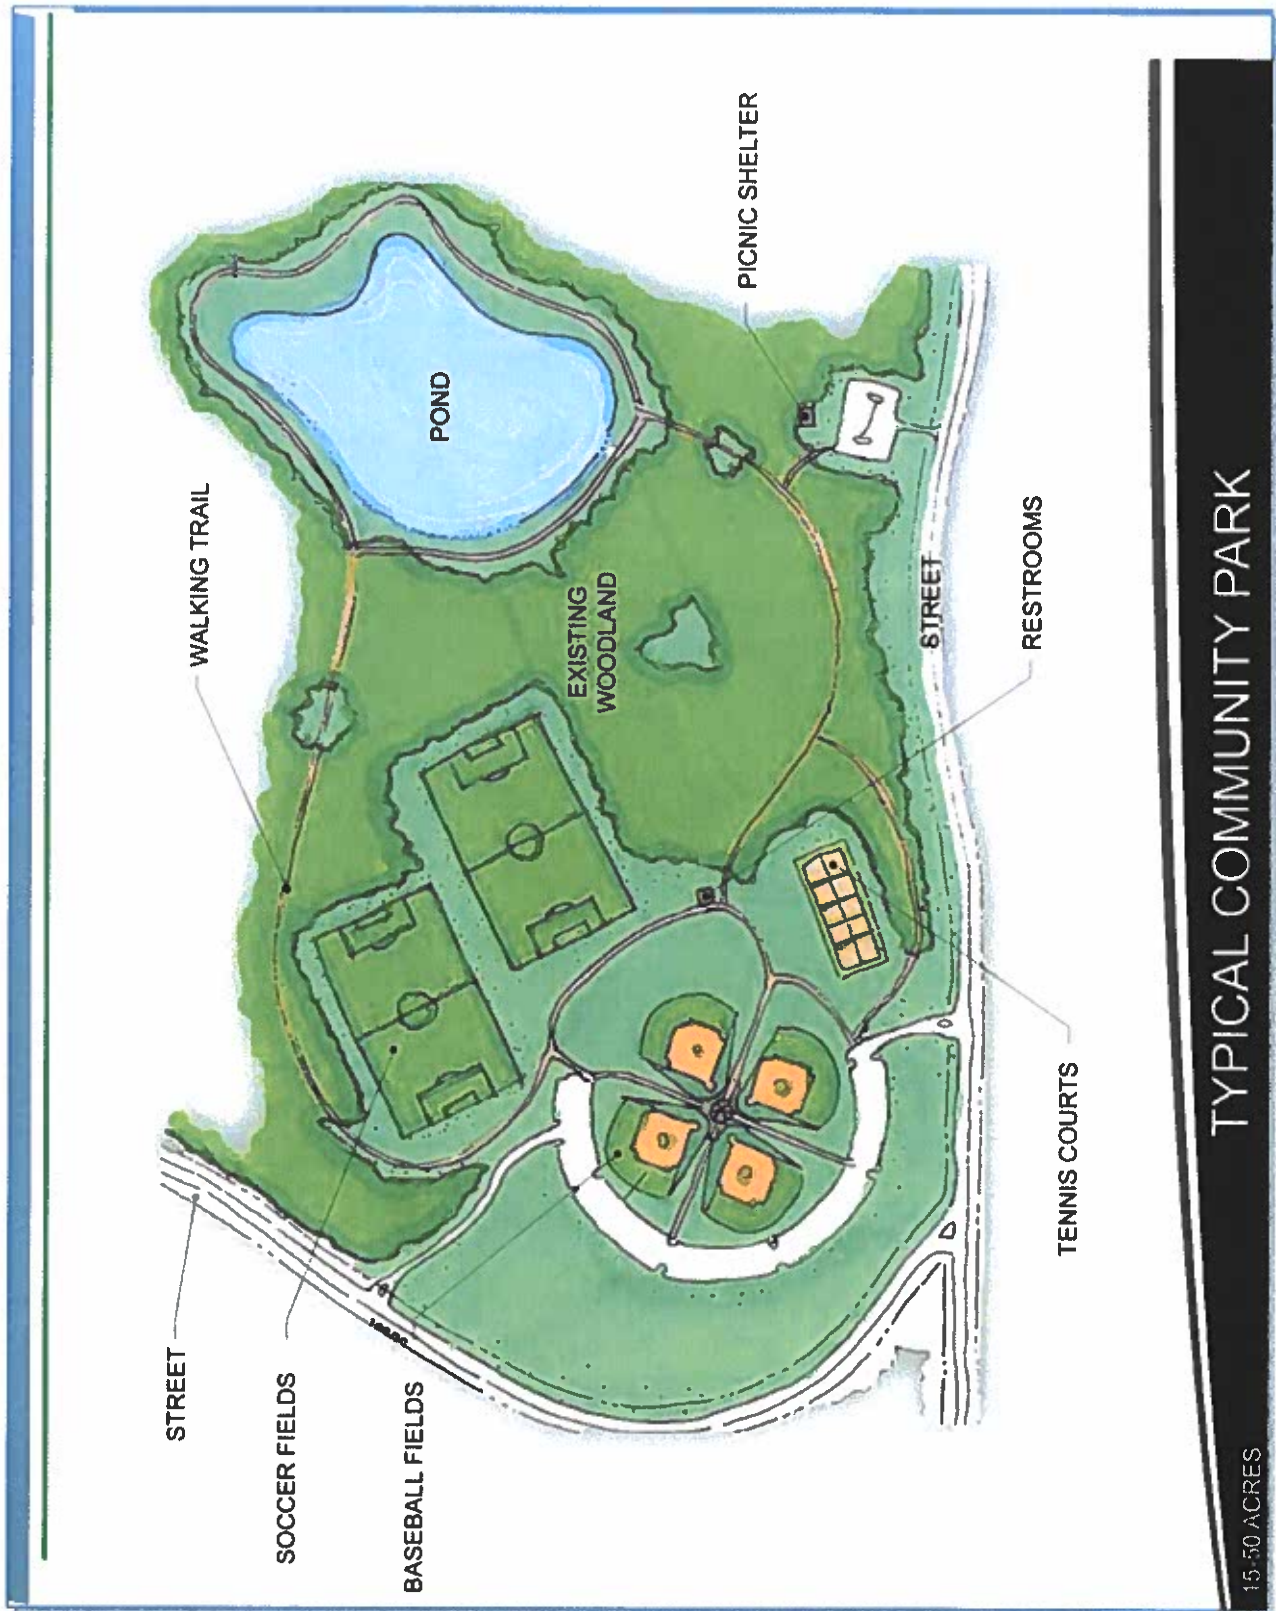 STREET
SOCCER FIELDS
BASEBALL FIELDS
WALKING TRAIL
POND
EXISTING
WOODLAND
PICNIC SHELTER
STREET
RESTROOMS
TENNIS COURTS
TYPICAL COMMUNITY PARK
15-50 ACRES